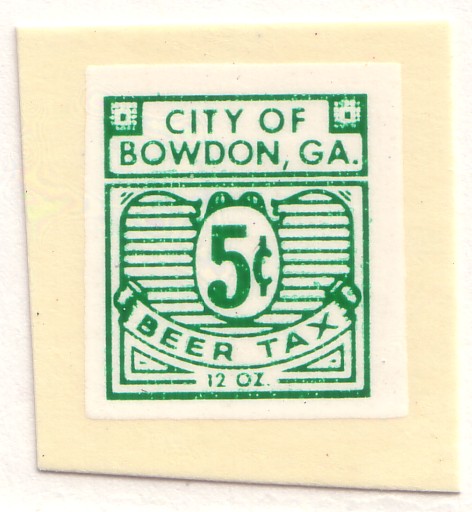 CITY OF
BOWDON, GA.
5¢
BEER TAX
12 OZ.